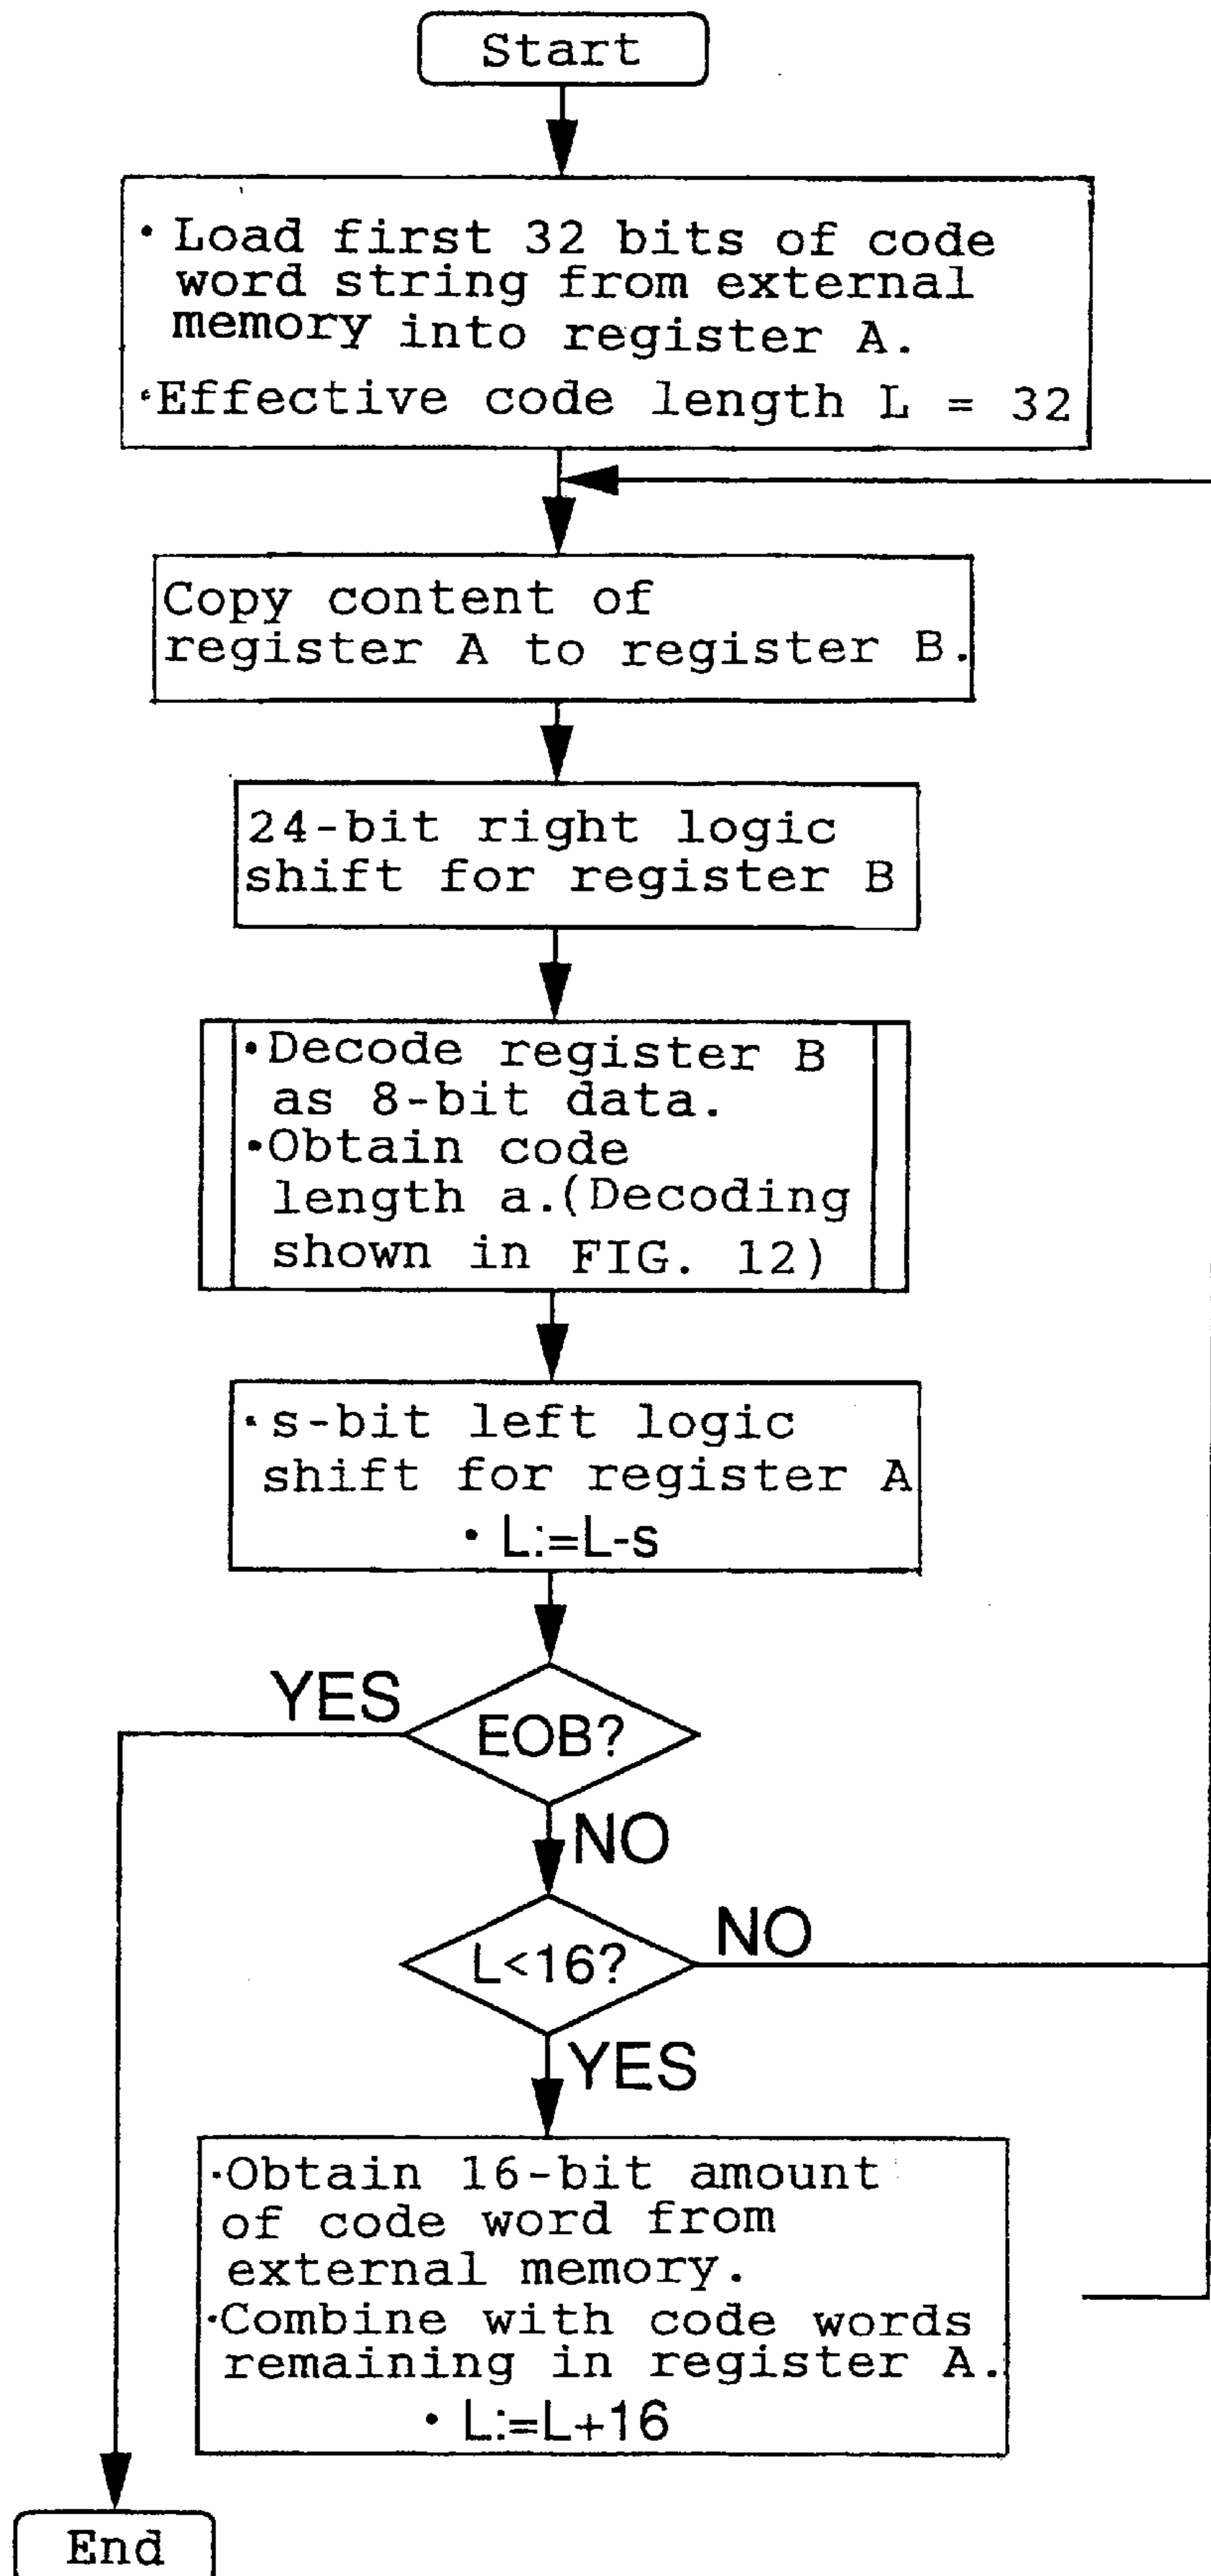 Start
· Load first 32 bits of code
word string from external
memory into register A.
·Effective code length L = 32
Copy content of
register A to register B.
24-bit right logic
shift for register B
·Decode register B
as 8-bit data.
·Obtain code
length a.(Decoding
shown in FIG. 12)
·s-bit left logic
shift for register A
· L:=L-s
YES
EOB?
NO
L<16?
NO
YES
·Obtain 16-bit amount
of code word from
external memory.
·Combine with code words
remaining in register A.
· L:=L+16
End